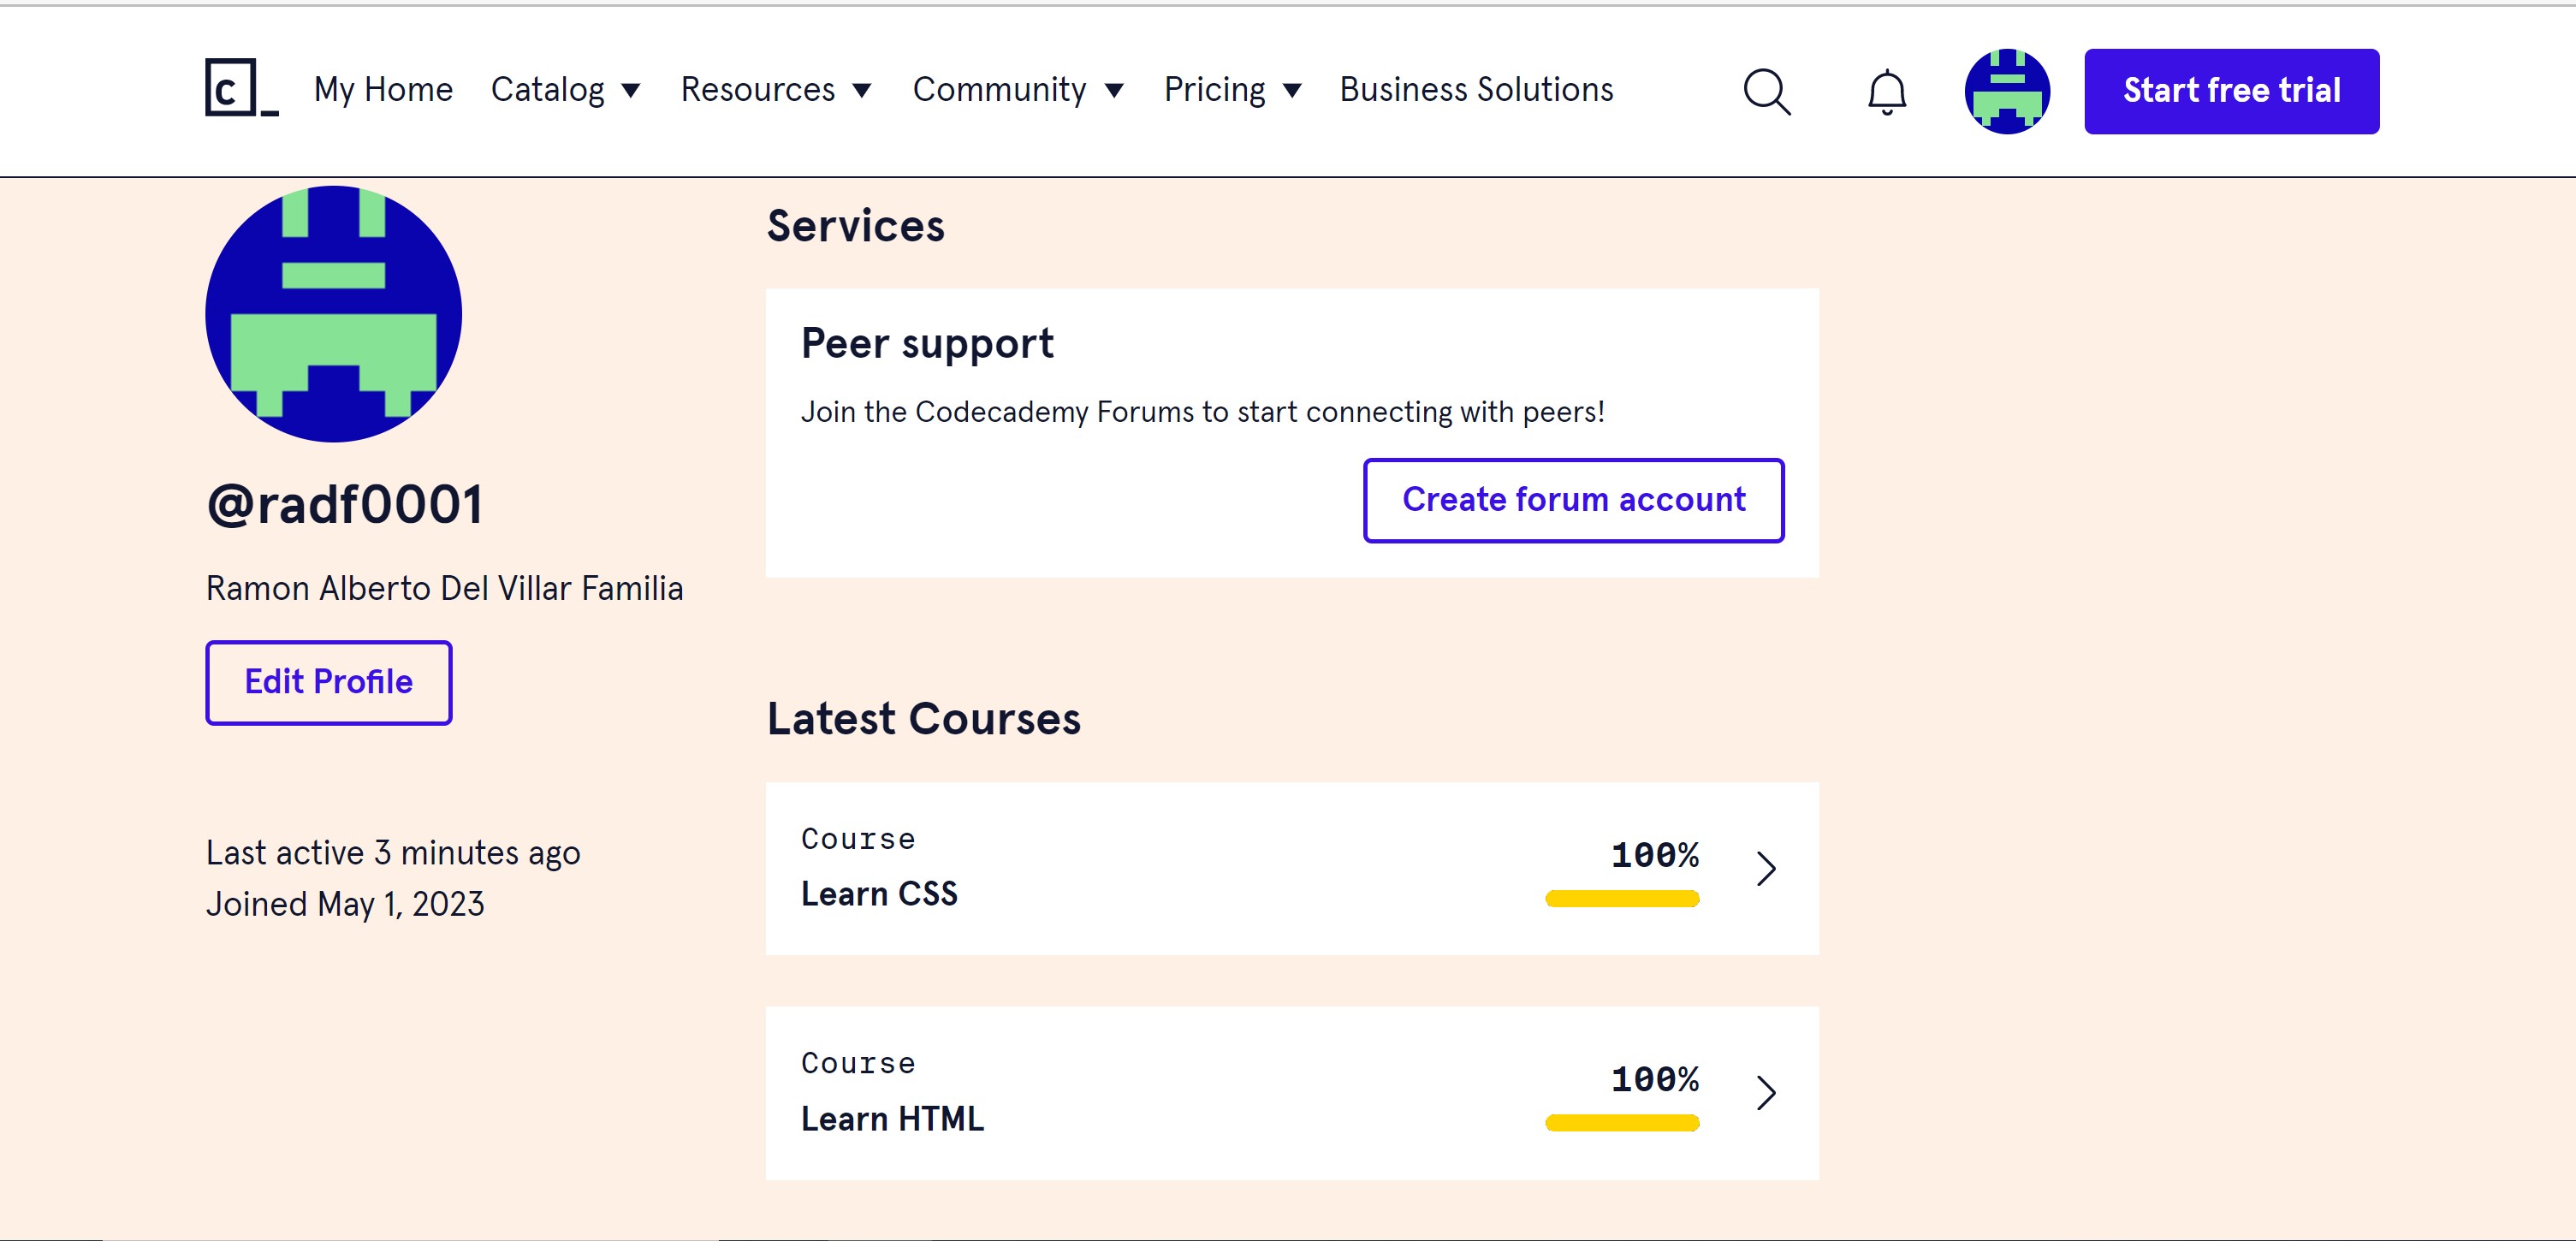 c_
My Home Catalog Resources Community Pricing Business Solutions Start free trial
@radf0001
Ramon Alberto Del Villar Familia
Edit Profile
Last active 3 minutes ago
Joined May 1, 2023
Services
Peer support
Join the Codecademy Forums to start connecting with peers!
Create forum account
Latest Courses
Course
Learn CSS
100%
Course
Learn HTML
100%